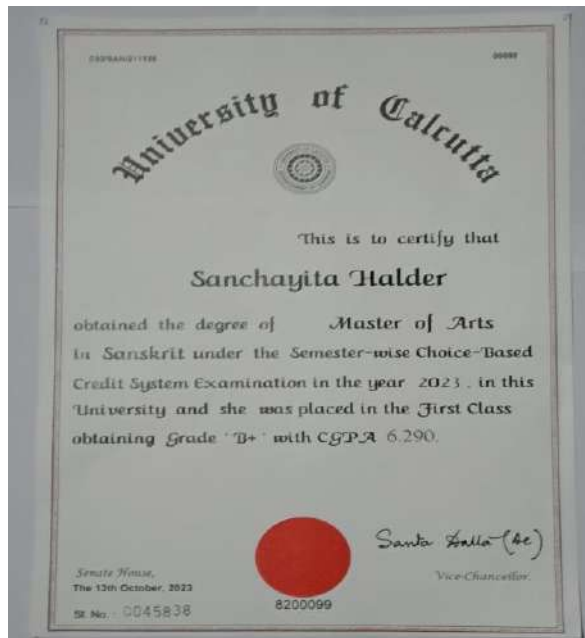 University of Calcutta
This is to certify that
Sanchayita Halder
obtained the degree of Master of Arts
in Sanskrit under the Semester-wise Choice-Based
Credit System Examination in the year 2023, in this
University and she was placed in the First Class
obtaining Grade 'B+' with CGPA 6.290.
Santa Datta (De)
Senate House,
Vice-Chancellor.
The 13th October, 2023
Sl. No. - 0045838
8200099